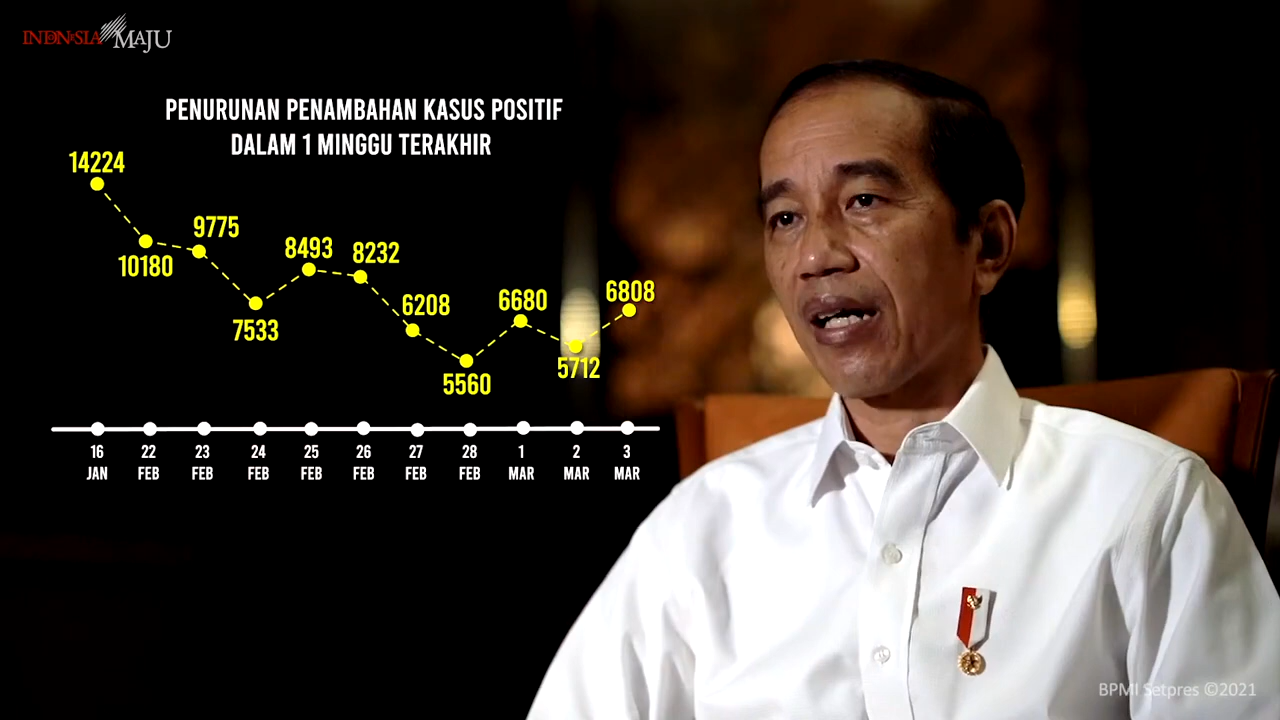 INDONESIA MAJU
PENURUNAN PENAMBAHAN KASUS POSITIF
DALAM 1 MINGGU TERAKHIR
14224
10180
9775
7533
8493
8232
6208
5560
6680
5712
6808
16 JAN
22 FEB
23 FEB
24 FEB
25 FEB
26 FEB
27 FEB
28 FEB
1 MAR
2 MAR
3 MAR
BPMI Setpres ©2021